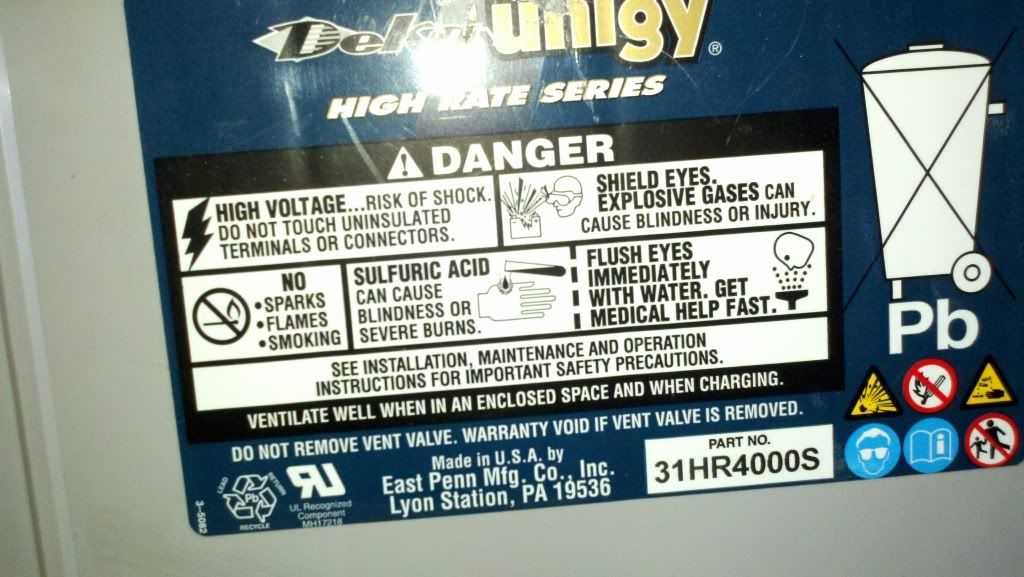 Deka unigy®
HIGH RATE SERIES
DANGER
HIGH VOLTAGE...RISK OF SHOCK.
DO NOT TOUCH UNINSULATED
TERMINALS OR CONNECTORS.
SHIELD EYES.
EXPLOSIVE GASES CAN
CAUSE BLINDNESS OR INJURY.
NO
•SPARKS
•FLAMES
•SMOKING
SULFURIC ACID
CAN CAUSE
BLINDNESS OR
SEVERE BURNS.
FLUSH EYES
IMMEDIATELY
WITH WATER. GET
MEDICAL HELP FAST.
SEE INSTALLATION, MAINTENANCE AND OPERATION
INSTRUCTIONS FOR IMPORTANT SAFETY PRECAUTIONS.
VENTILATE WELL WHEN IN AN ENCLOSED SPACE AND WHEN CHARGING.
DO NOT REMOVE VENT VALVE. WARRANTY VOID IF VENT VALVE IS REMOVED.
Pb
LEAD
RETURN
Pb
RECYCLE
UL Recognized
Component
MH17218
Made in U.S.A. by
East Penn Mfg. Co., Inc.
Lyon Station, PA 19536
PART NO.
31HR4000S
3-5082